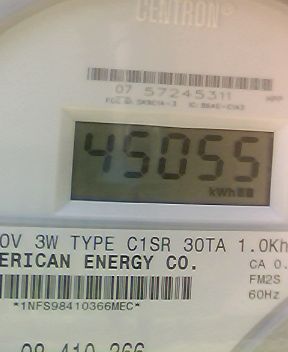 CENTRON®
07 57245311
45055
kWh
0V 3W TYPE C1SR 30TA 1.0Kh
ERICAN ENERGY CO.
CA 0.
FM2S
*1NFS98410366MEC*
60Hz
98 410 366